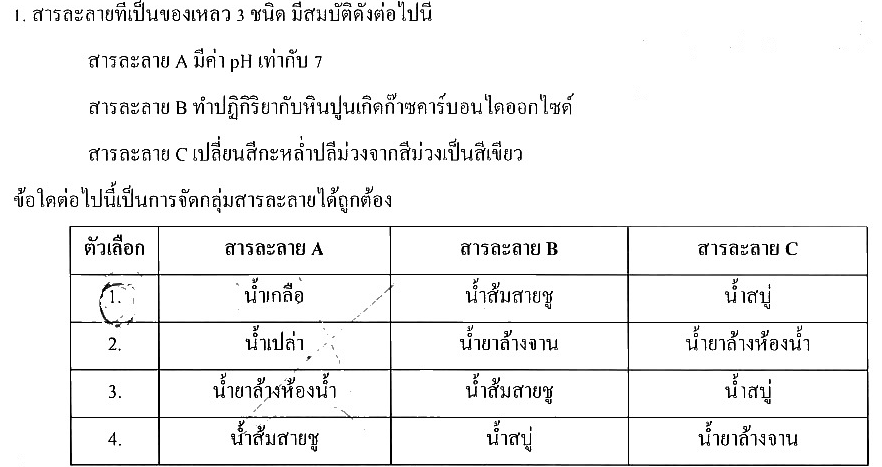 1. สารละลายที่เป็นของเหลว 3 ชนิด มีสมบัติดังต่อไปนี้
สารละลาย A มีค่า pH เท่ากับ 7
สารละลาย B ทำปฏิกิริยากับหินปูนเกิดก๊าซคาร์บอนไดออกไซด์
สารละลาย C เปลี่ยนสีกะหล่ำปลีม่วงจากสีม่วงเป็นสีเขียว
ข้อใดต่อไปนี้เป็นการจัดกลุ่มสารละลายได้ถูกต้อง
ตัวเลือก สารละลาย A สารละลาย B สารละลาย C
1. น้ำเกลือ น้ำส้มสายชู น้ำสบู่
2. น้ำเปล่า น้ำยาล้างจาน น้ำยาล้างห้องน้ำ
3. น้ำยาล้างห้องน้ำ น้ำส้มสายชู น้ำสบู่
4. น้ำส้มสายชู น้ำสบู่ น้ำยาล้างจาน